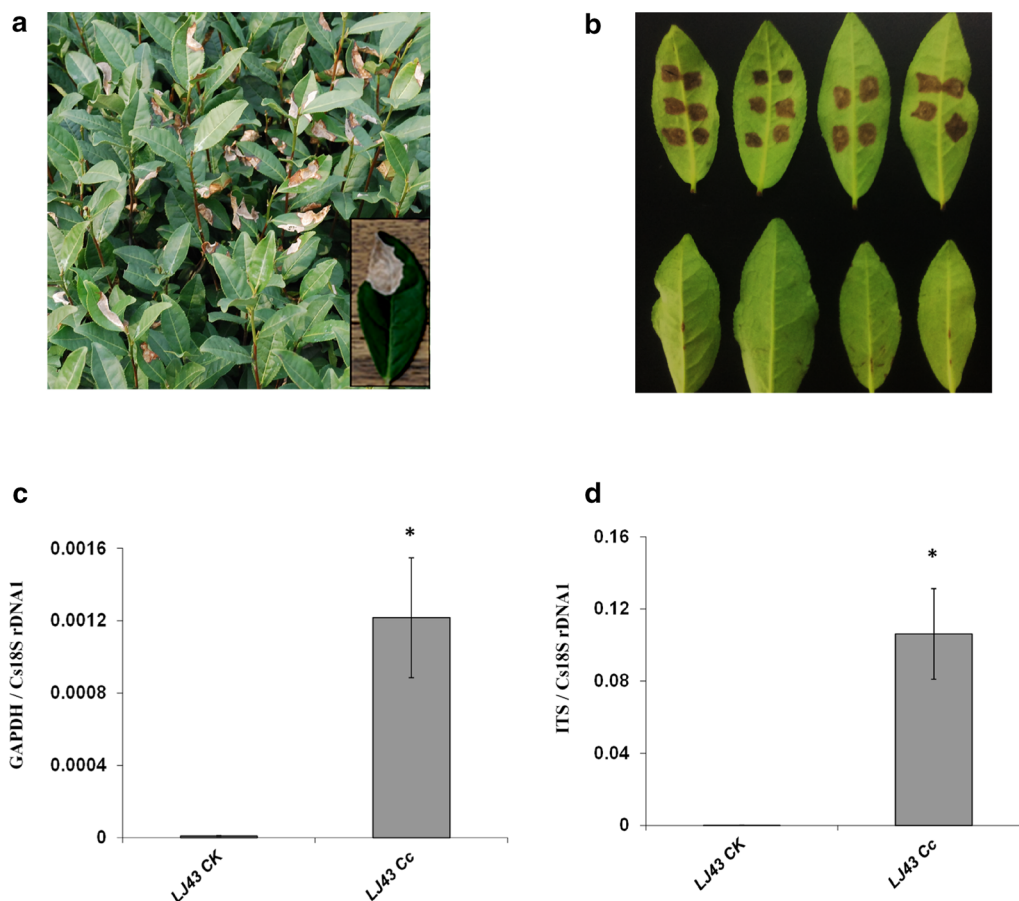 a
b
c
d
GAPDH / Cs18S rDNA1
0.0016
0.0012
0.0008
0.0004
0
*
LJ43 CK
LJ43 Cc
ITS / Cs18S rDNA1
0.16
0.12
0.08
0.04
0
*
LJ43 CK
LJ43 Cc